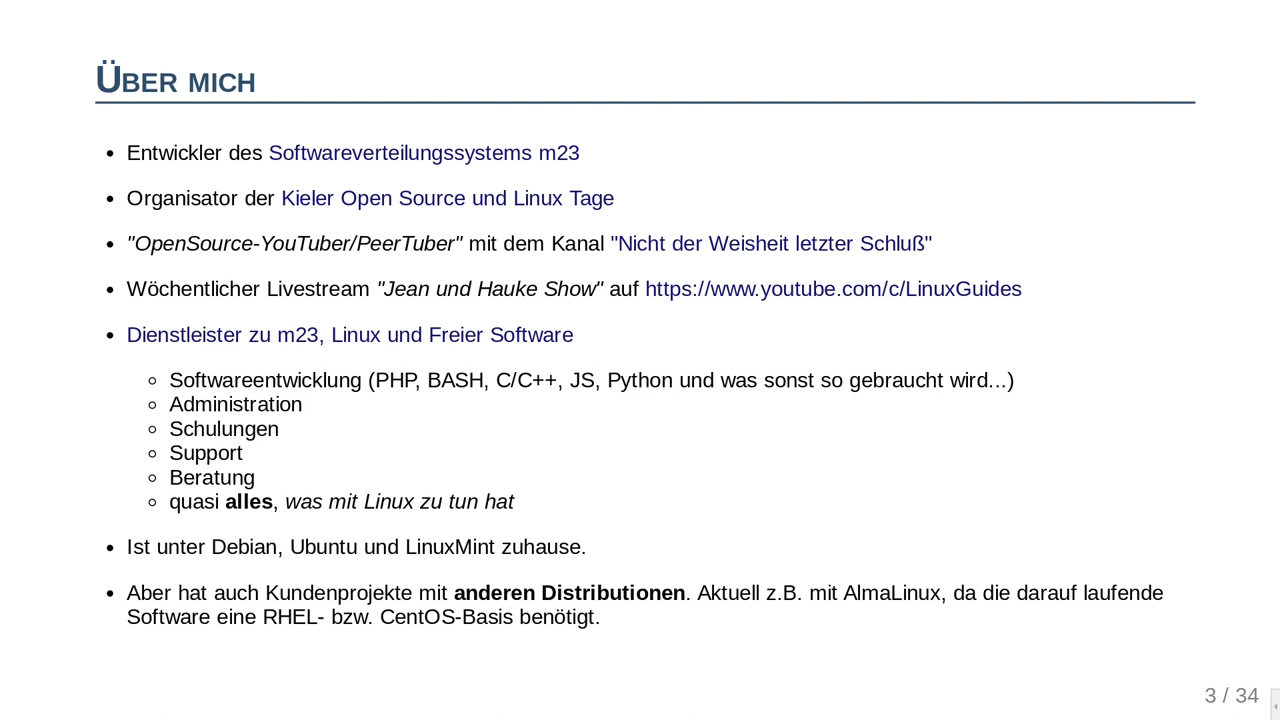 Über mich
Entwickler des Softwareverteilungssystems m23
Organisator der Kieler Open Source und Linux Tage
"OpenSource-YouTuber/PeerTuber" mit dem Kanal "Nicht der Weisheit letzter Schluß"
Wöchentlicher Livestream "Jean und Hauke Show" auf https://www.youtube.com/c/LinuxGuides
Dienstleister zu m23, Linux und Freier Software
Softwareentwicklung (PHP, BASH, C/C++, JS, Python und was sonst so gebraucht wird...)
Administration
Schulungen
Support
Beratung
quasi alles, was mit Linux zu tun hat
Ist unter Debian, Ubuntu und LinuxMint zuhause.
Aber hat auch Kundenprojekte mit anderen Distributionen. Aktuell z.B. mit AlmaLinux, da die darauf laufende
Software eine RHEL- bzw. CentOS-Basis benötigt.
3 / 34